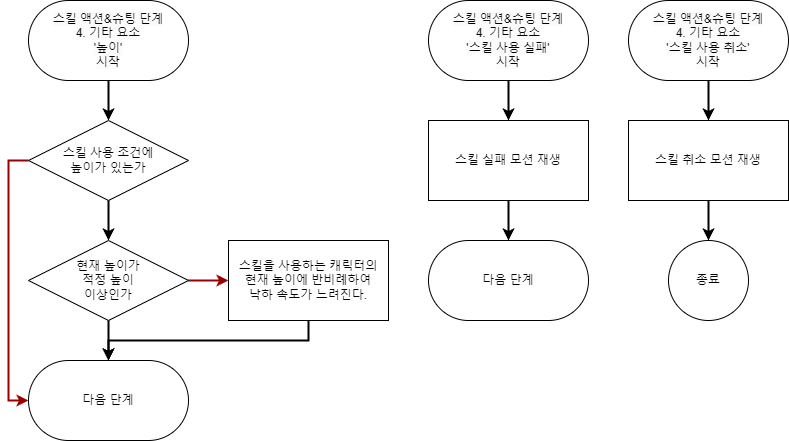 스킬 액션&슈팅 단계
4. 기타 요소
'높이'
시작
스킬 사용 조건에
높이가 있는가
현재 높이가
적정 높이
이상인가
스킬을 사용하는 캐릭터의
현재 높이에 반비례하여
낙하 속도가 느려진다.
다음 단계
스킬 액션&슈팅 단계
4. 기타 요소
'스킬 사용 실패'
시작
스킬 실패 모션 재생
다음 단계
스킬 액션&슈팅 단계
4. 기타 요소
'스킬 사용 취소'
시작
스킬 취소 모션 재생
종료